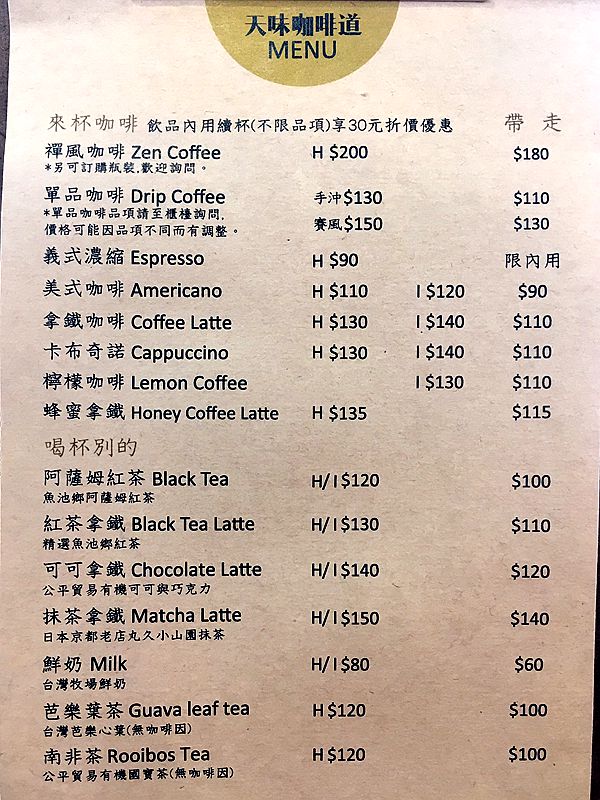 天味咖啡道
MENU
來杯咖啡 飲品內用續杯(不限品項)享30元折價優惠 帶 走
禪風咖啡 Zen Coffee H $200 $180
*另可訂購瓶裝,歡迎詢問。
單品咖啡 Drip Coffee 手沖$130 $110
*單品咖啡品項請至櫃檯詢問,
價格可能因品項不同而有調整。 賽風$150 $130
義式濃縮 Espresso H $90 限內用
美式咖啡 Americano H $110 I $120 $90
拿鐵咖啡 Coffee Latte H $130 I $140 $110
卡布奇諾 Cappuccino H $130 I $140 $110
檸檬咖啡 Lemon Coffee I $130 $110
蜂蜜拿鐵 Honey Coffee Latte H $135 $115
喝杯別的
阿薩姆紅茶 Black Tea H/I $120 $100
魚池鄉阿薩姆紅茶
紅茶拿鐵 Black Tea Latte H/I $130 $110
精選魚池鄉紅茶
可可拿鐵 Chocolate Latte H/I $140 $120
公平貿易有機可可與巧克力
抹茶拿鐵 Matcha Latte H/I $150 $140
日本京都老店丸久小山園抹茶
鮮奶 Milk H/I $80 $60
台灣牧場鮮奶
芭樂葉茶 Guava leaf tea H $120 $100
台灣芭樂心葉(無咖啡因)
南非茶 Rooibos Tea H $120 $100
公平貿易有機國寶茶(無咖啡因)